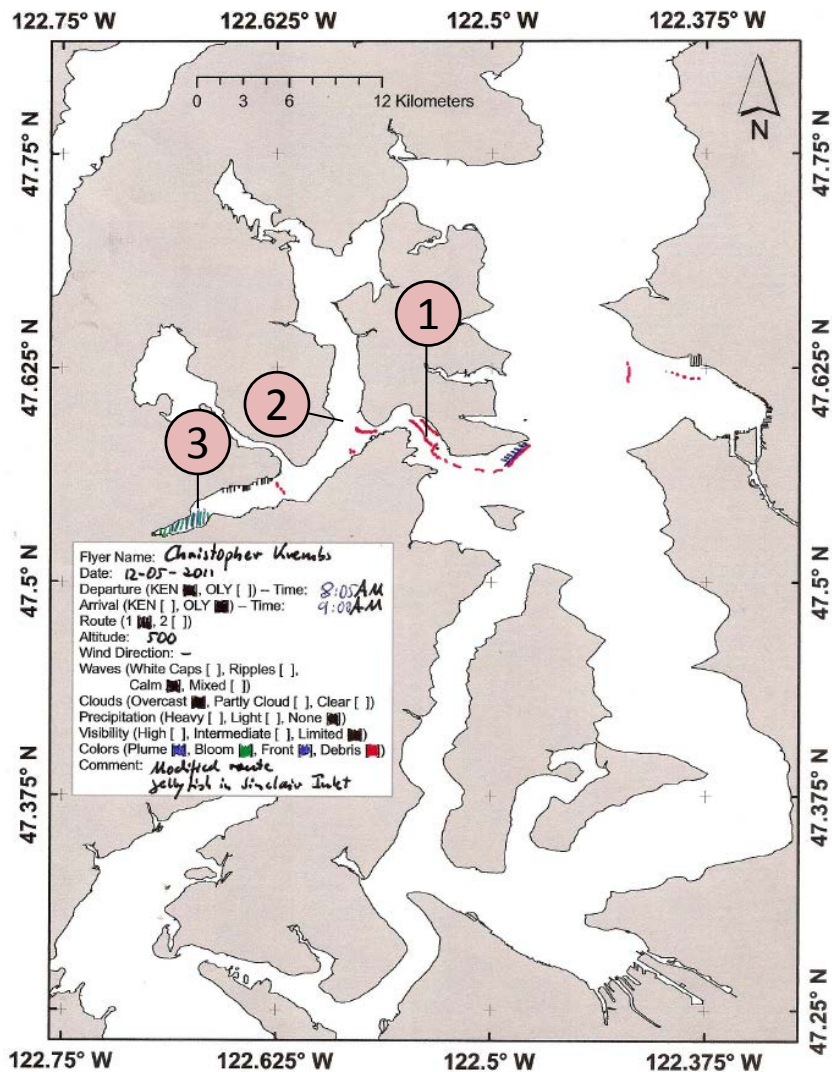 122.75° W 122.625° W 122.5° W 122.375° W
0 3 6 12 Kilometers
N
47.75° N 47.75° N
47.625° N 47.625° N
47.5° N 47.5° N
47.375° N 47.375° N
47.25° N 47.25° N
1
2
3
Flyer Name: Christopher Krembs
Date: 12-05-2011
Departure (KEN [ ], OLY [ ]) – Time: 8:05 AM
Arrival (KEN [ ], OLY [ ]) – Time: 9:00 AM
Route (1 [ ], 2 [ ])
Altitude: 500
Wind Direction: –
Waves (White Caps [ ], Ripples [ ],
Calm [ ], Mixed [ ])
Clouds (Overcast [ ], Partly Cloud [ ], Clear [ ])
Precipitation (Heavy [ ], Light [ ], None [ ])
Visibility (High [ ], Intermediate [ ], Limited [ ])
Colors (Plume [ ], Bloom [ ], Front [ ], Debris [ ])
Comment: Modified route
jellyfish in Sinclair Inlet
122.75° W 122.625° W 122.5° W 122.375° W